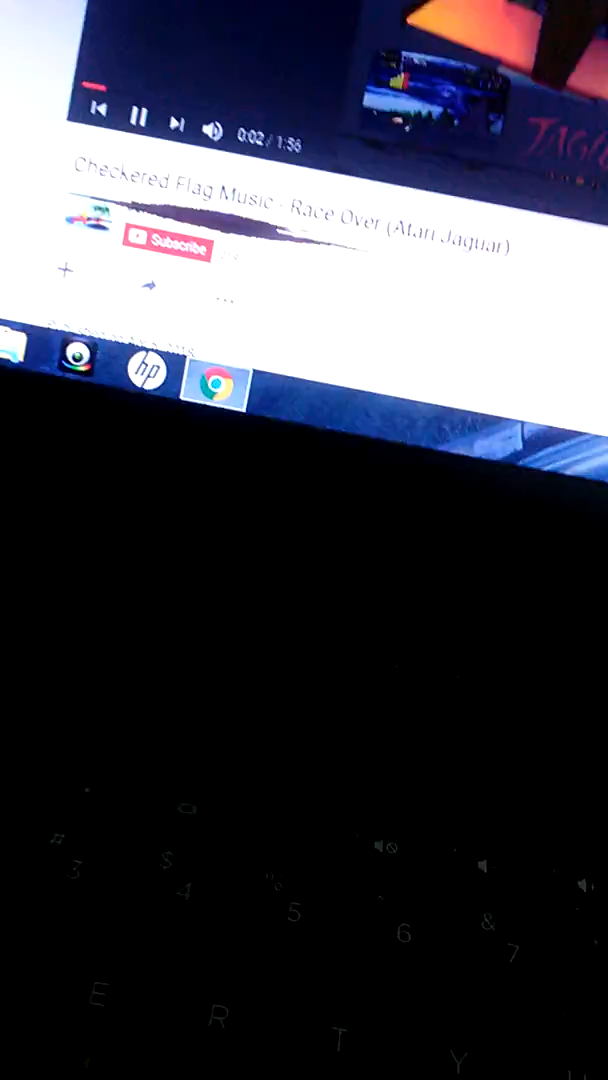 0:02 / 1:56
Checkered Flag Music - Race Over (Atari Jaguar)
Subscribe
hp
#
3
$
4
%
5
^
6
&
7
E
R
T
Y